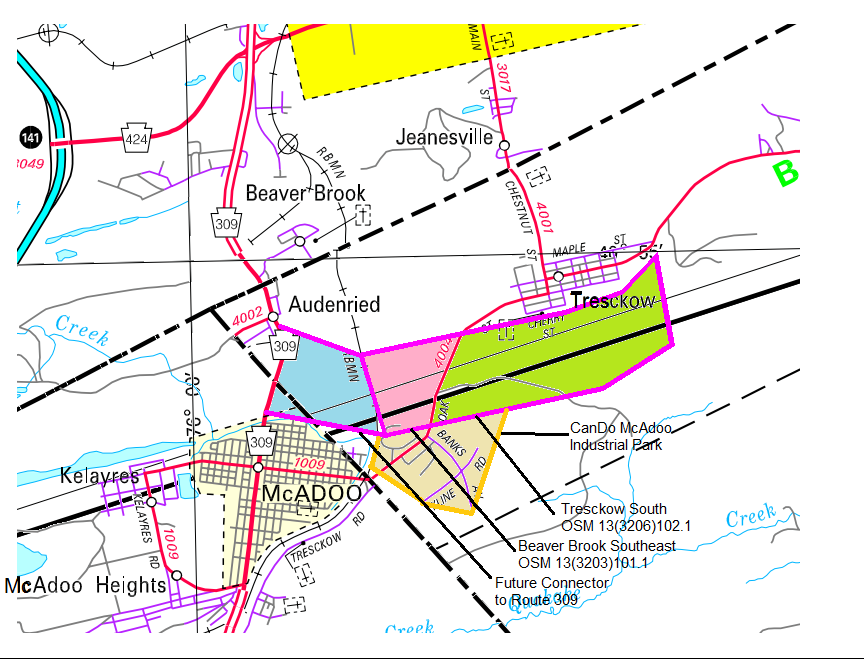 MAIN
ST
3017
141
424
3049
Jeanesville
RBMN
B
Beaver Brook
CHESTNUT
ST
4001
309
MAPLE ST
Audenried
Tresckow
4002
Creek
CHERRY
ST
309
RBMN
4001
OAK
CanDo McAdoo
Industrial Park
309
BANKS
RD
Kelayres
1009
McADOO
KELAYRES
RD
Tresckow South
OSM 13(3206)102.1
TRESCKOW RD
Creek
1009
Beaver Brook Southeast
OSM 13(3203)101.1
McAdoo Heights
Future Connector
to Route 309
Creek